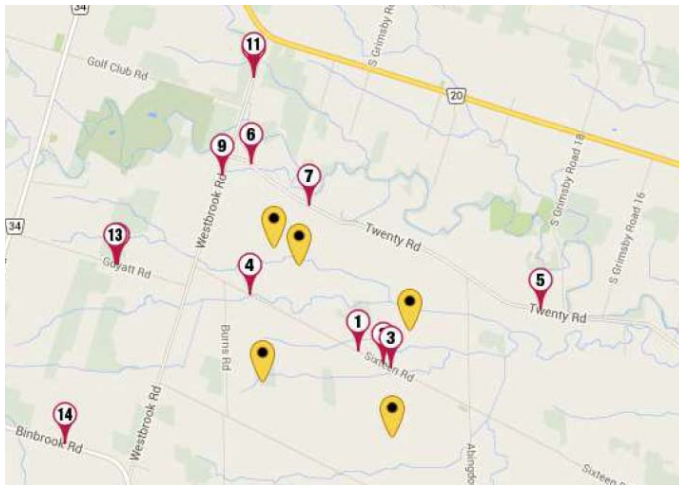 34
11
Golf Club Rd
S Grimsby Road
20
6
9
7
S Grimsby Road 18
S Grimsby Road 16
Westbrook Rd
34
13
Guyatt Rd
Twenty Rd
4
5
Twenty Rd
1
3
Burns Rd
Sixteen Rd
14
Binbrook Rd
Westbrook Rd
Sixteen Rd